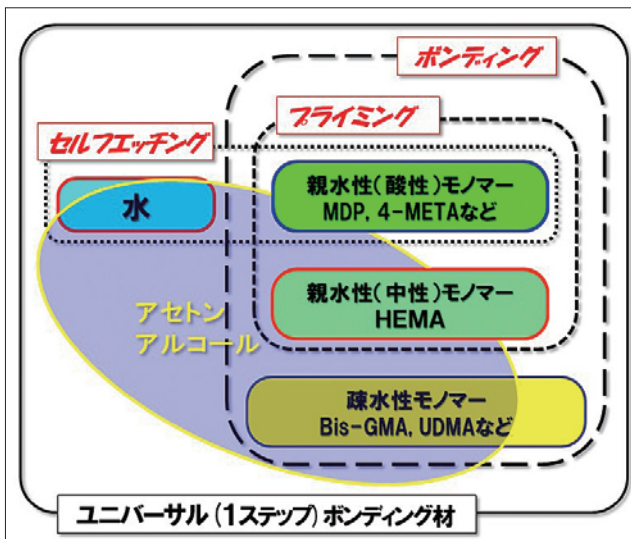 ボンディング
プライミング
セルフエッチング
水
親水性(酸性)モノマー
MDP, 4-METAなど
親水性(中性)モノマー
HEMA
アセトン
アルコール
疎水性モノマー
Bis-GMA, UDMAなど
ユニバーサル(1ステップ)ボンディング材